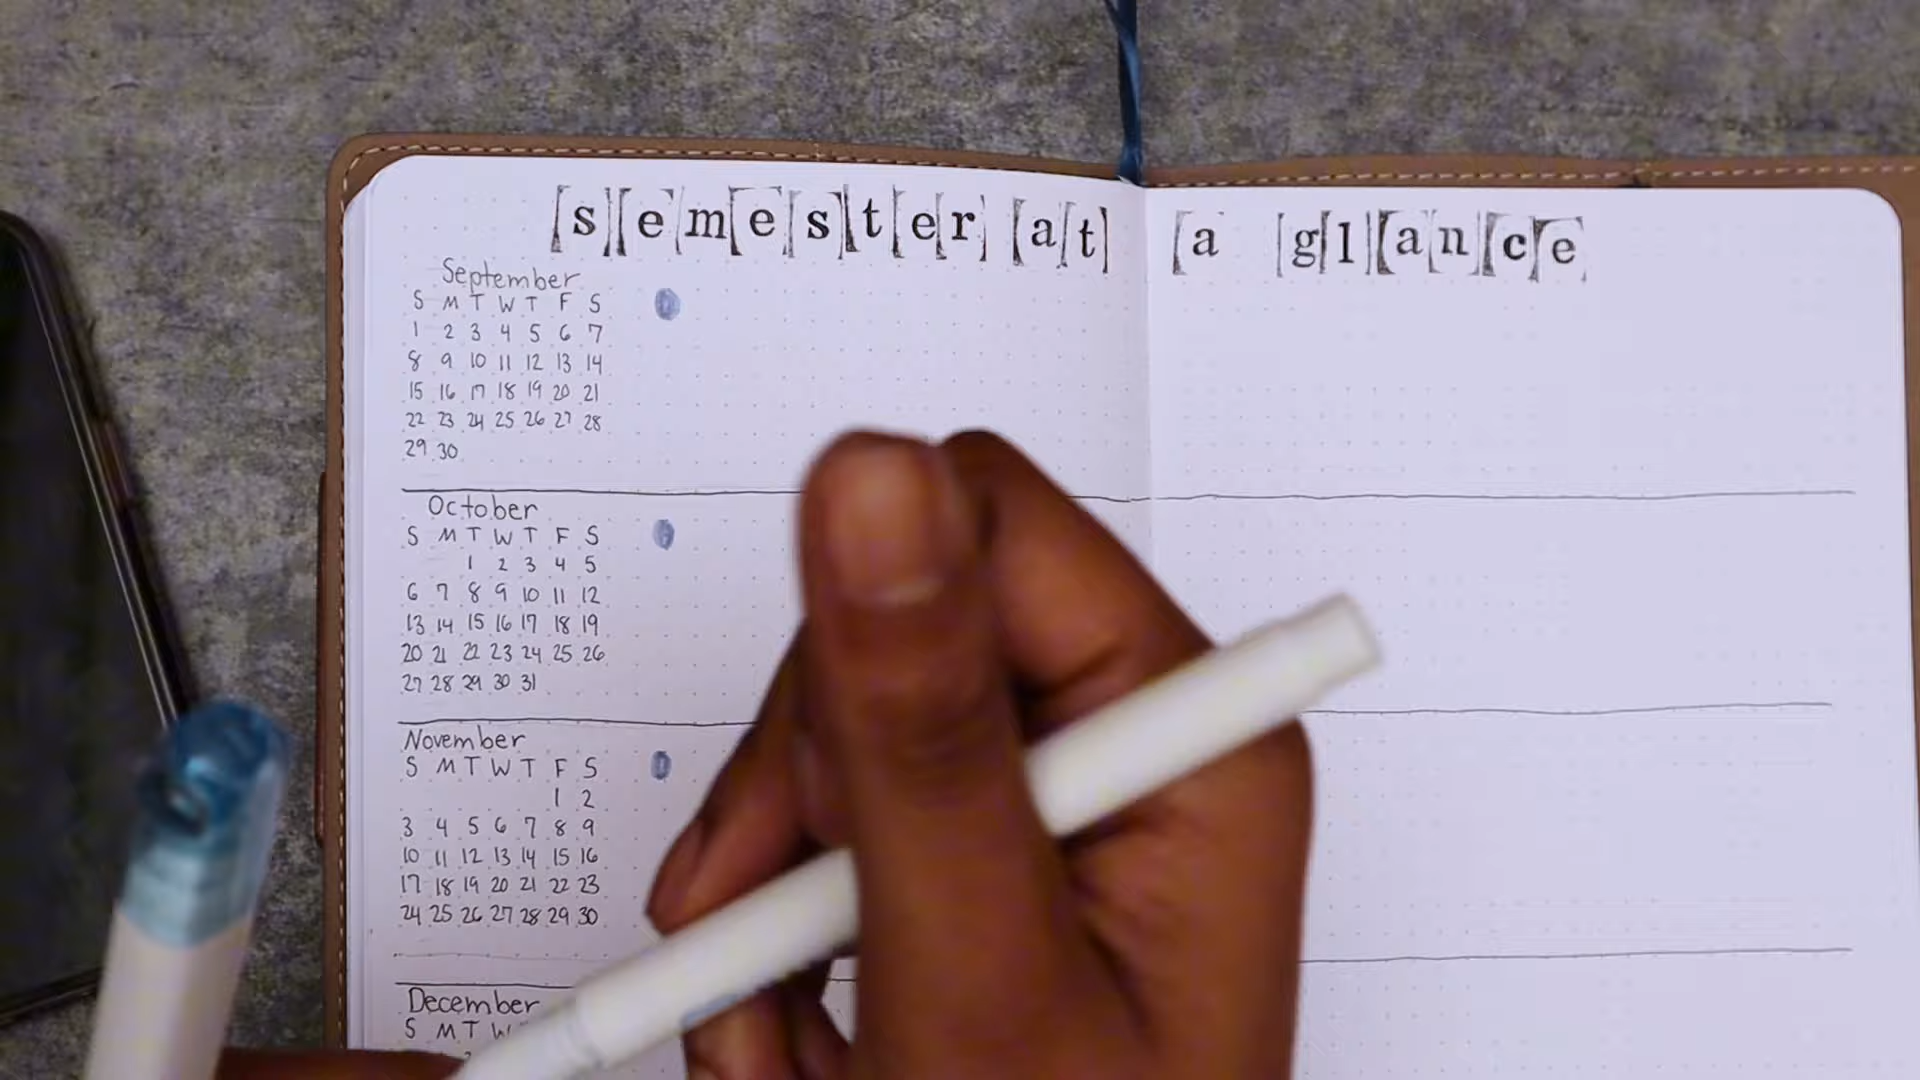 semester at a glance
September
S M T W T F S
1 2 3 4 5 6 7
8 9 10 11 12 13 14
15 16 17 18 19 20 21
22 23 24 25 26 27 28
29 30
October
S M T W T F S
1 2 3 4 5
6 7 8 9 10 11 12
13 14 15 16 17 18 19
20 21 22 23 24 25 26
27 28 29 30 31
November
S M T W T F S
1 2
3 4 5 6 7 8 9
10 11 12 13 14 15 16
17 18 19 20 21 22 23
24 25 26 27 28 29 30
December
S M T W